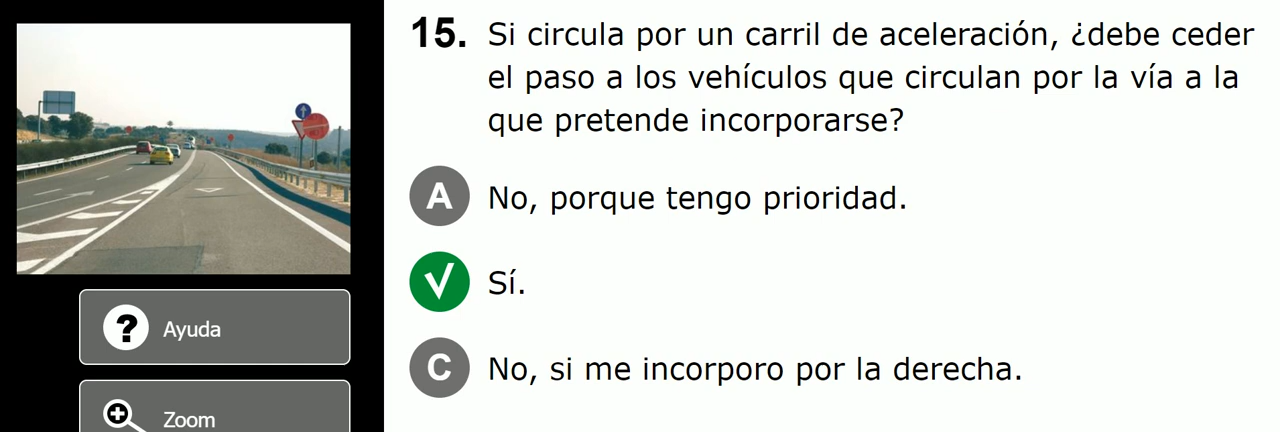 15. Si circula por un carril de aceleración, ¿debe ceder
el paso a los vehículos que circulan por la vía a la
que pretende incorporarse?
A No, porque tengo prioridad.
Sí.
C No, si me incorporo por la derecha.
? Ayuda
Zoom